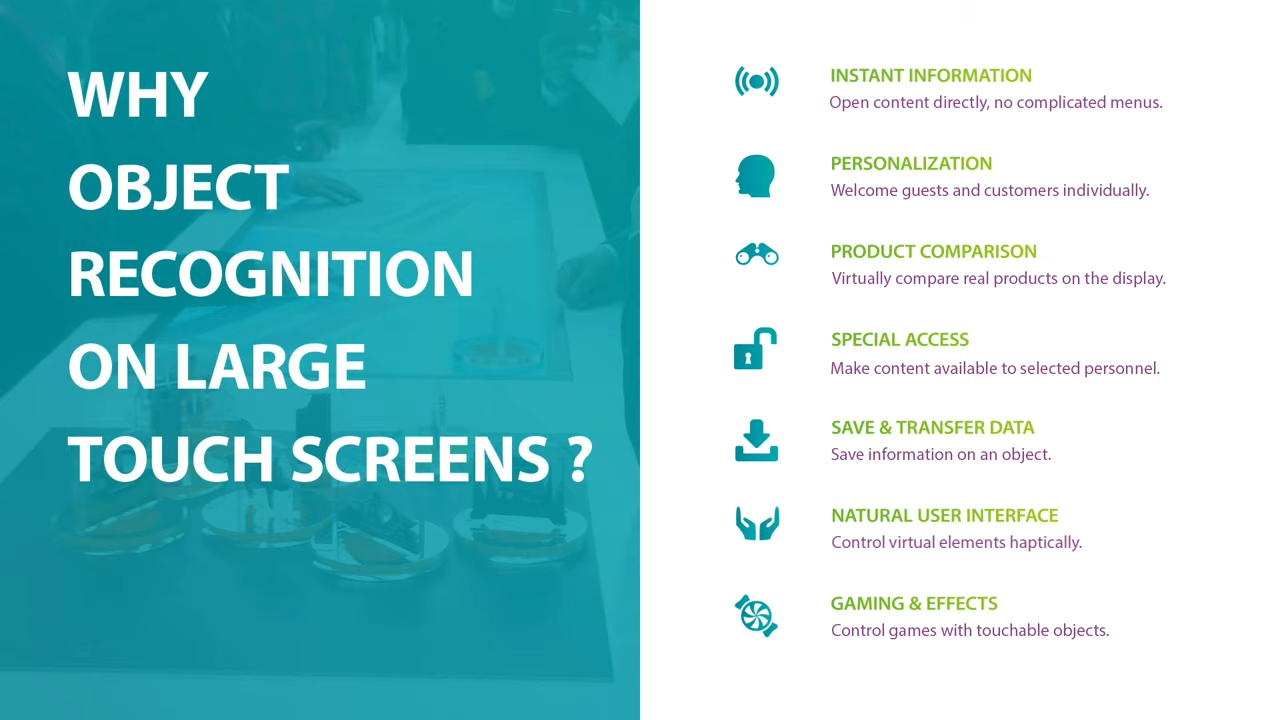 WHY
OBJECT
RECOGNITION
ON LARGE
TOUCH SCREENS ?
INSTANT INFORMATION
Open content directly, no complicated menus.
PERSONALIZATION
Welcome guests and customers individually.
PRODUCT COMPARISON
Virtually compare real products on the display.
SPECIAL ACCESS
Make content available to selected personnel.
SAVE & TRANSFER DATA
Save information on an object.
NATURAL USER INTERFACE
Control virtual elements haptically.
GAMING & EFFECTS
Control games with touchable objects.